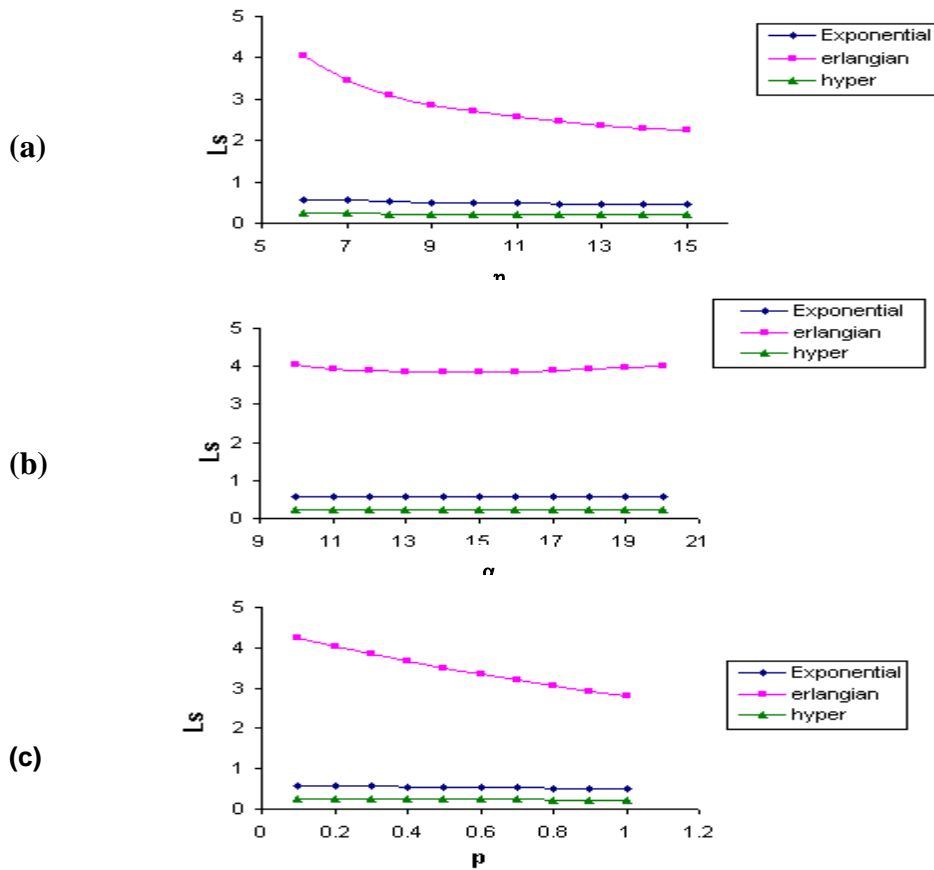 (a)
Ls
5
4
3
2
1
0
5 7 9 11 13 15
η
Exponential
erlangian
hyper
(b)
Ls
5
4
3
2
1
0
9 11 13 15 17 19 21
α
Exponential
erlangian
hyper
(c)
Ls
5
4
3
2
1
0
0 0.2 0.4 0.6 0.8 1 1.2
p
Exponential
erlangian
hyper